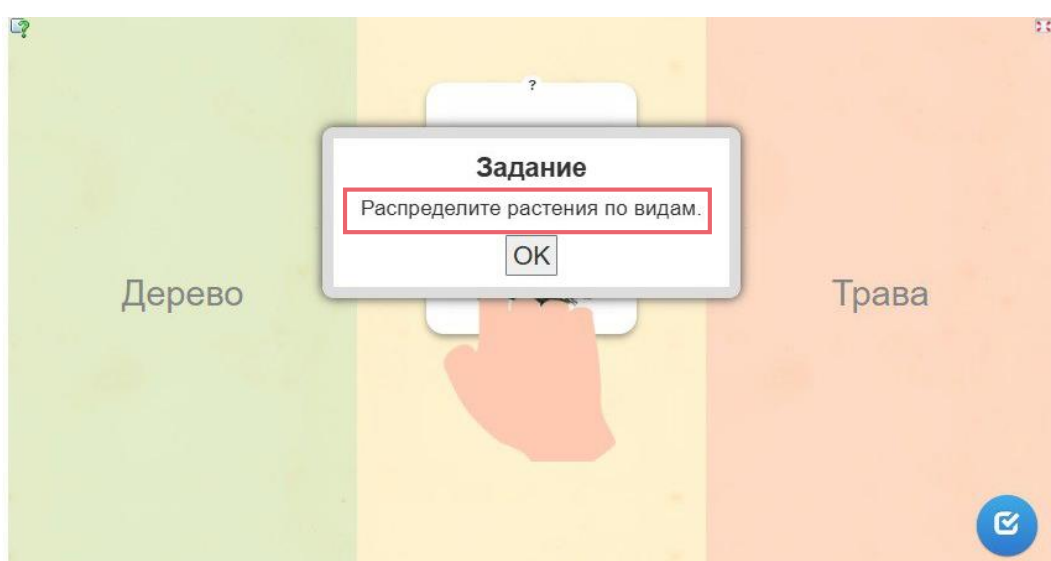 ?
Задание
Распределите растения по видам.
OK
Дерево
Трава